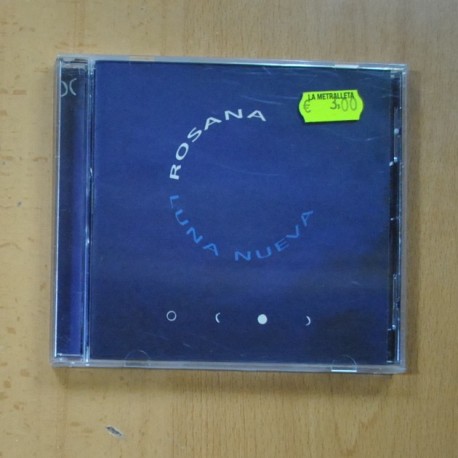 LA METRALLETA
€ 3,00
ROSANA
LUNA NUEVA